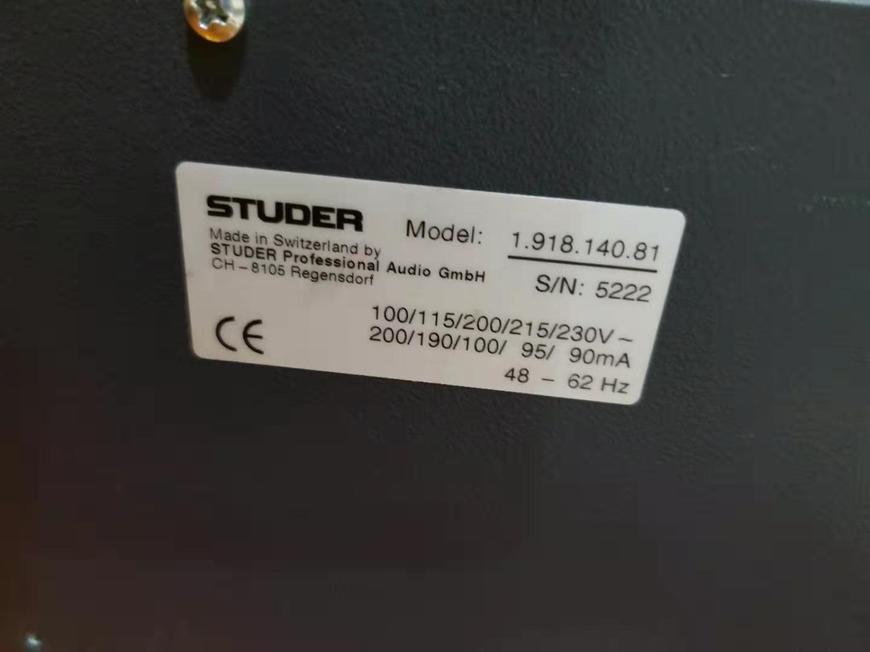 STUDER
Made in Switzerland by
STUDER Professional Audio GmbH
CH - 8105 Regensdorf
Model: 1.918.140.81
S/N: 5222
CE
100/115/200/215/230V ~
200/190/100/ 95/ 90mA
48 - 62 Hz